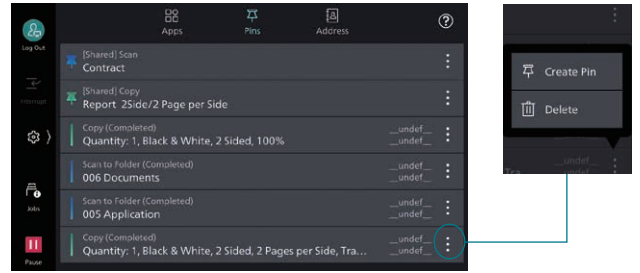 Apps
Pins
Address
Log Out
Interrupt
Jobs
Pause
[Shared] Scan
Contract
[Shared] Copy
Report 2Side/2 Page per Side
Copy (Completed)
Quantity: 1, Black & White, 2 Sided, 100%
__undef__
__undef__
Scan to Folder (Completed)
006 Documents
__undef__
__undef__
Scan to Folder (Completed)
005 Application
__undef__
__undef__
Copy (Completed)
Quantity: 1, Black & White, 2 Sided, 2 Pages per Side, Tra...
__undef__
__undef__
Create Pin
Delete
__undef__
Tra
undef